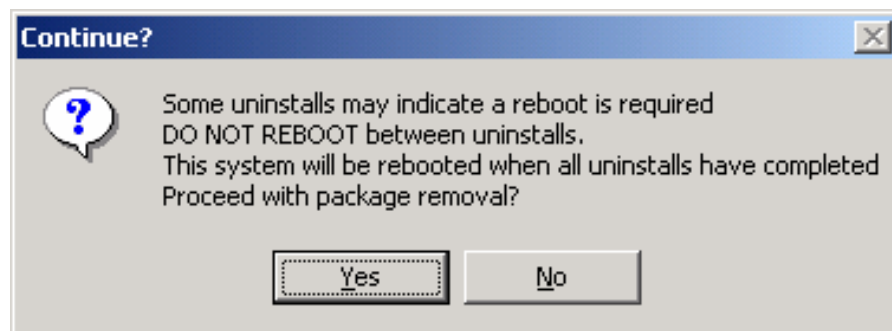 Continue?
Some uninstalls may indicate a reboot is required
DO NOT REBOOT between uninstalls.
This system will be rebooted when all uninstalls have completed
Proceed with package removal?
Yes
No